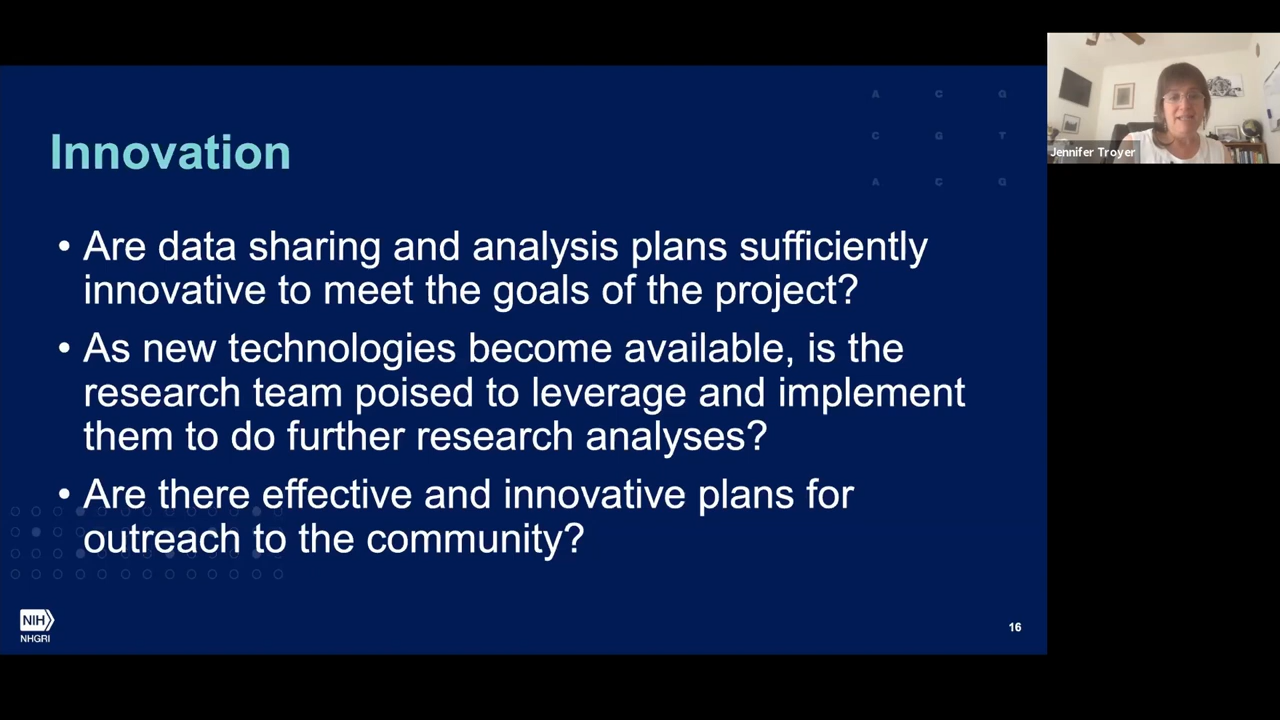 A C G
C G T
A C G
Innovation
• Are data sharing and analysis plans sufficiently
innovative to meet the goals of the project?
• As new technologies become available, is the
research team poised to leverage and implement
them to do further research analyses?
• Are there effective and innovative plans for
outreach to the community?
NIH
NHGRI
16
Jennifer Troyer